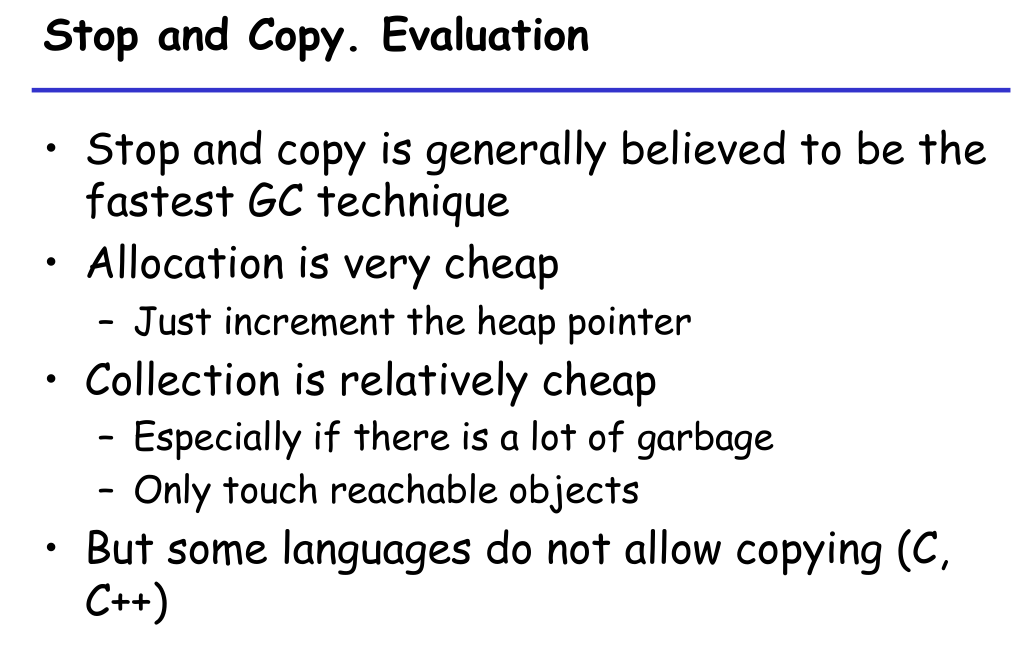 Stop and Copy. Evaluation
• Stop and copy is generally believed to be the
fastest GC technique
• Allocation is very cheap
– Just increment the heap pointer
• Collection is relatively cheap
– Especially if there is a lot of garbage
– Only touch reachable objects
• But some languages do not allow copying (C,
C++)